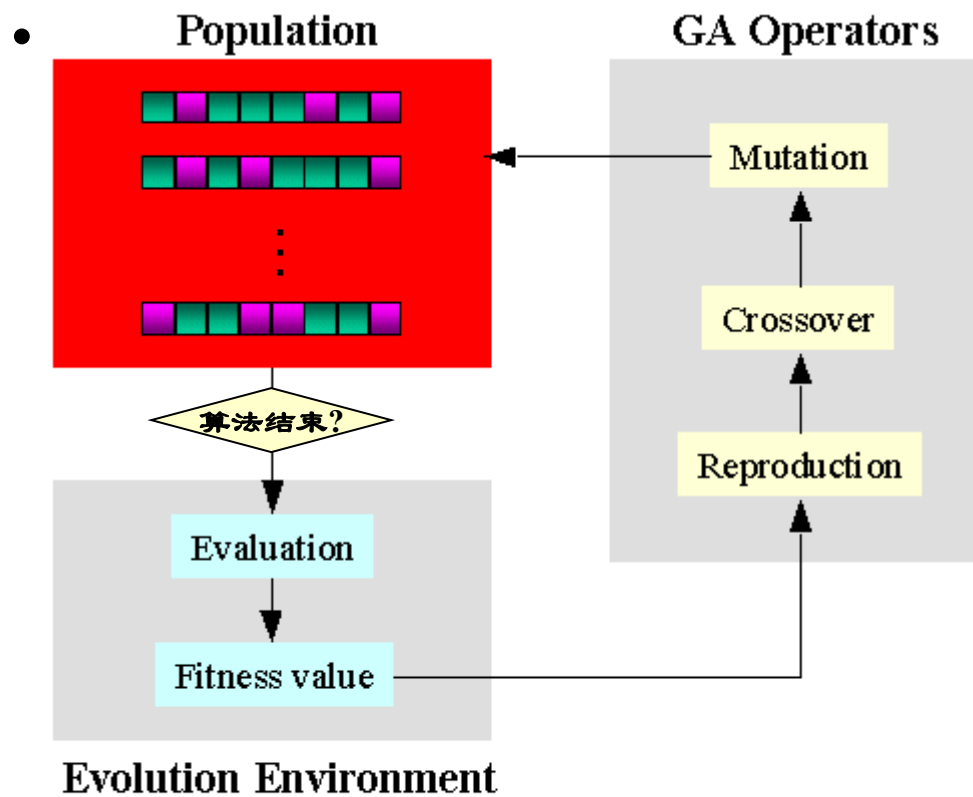 Population
算法结束?
Evaluation
Fitness value
Evolution Environment
GA Operators
Mutation
Crossover
Reproduction